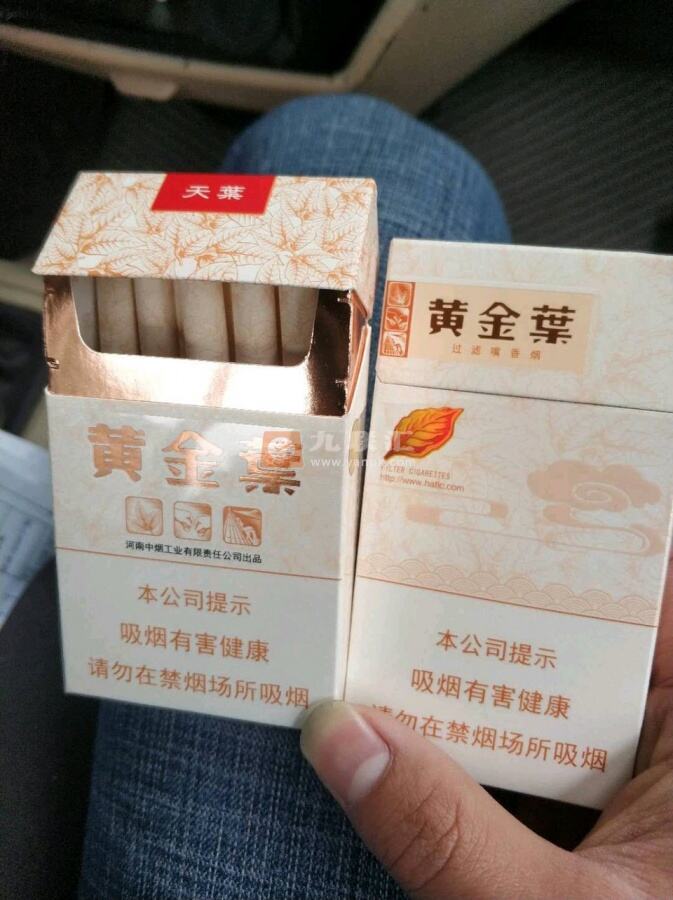 天葉
黄金葉
河南中烟工业有限责任公司出品
本公司提示
吸烟有害健康
请勿在禁烟场所吸烟
黄金葉
过滤嘴香烟
FILTER CIGARETTES
http://www.hatic.com
本公司提示
吸烟有害健康
请勿在禁烟场所吸烟
九联汇